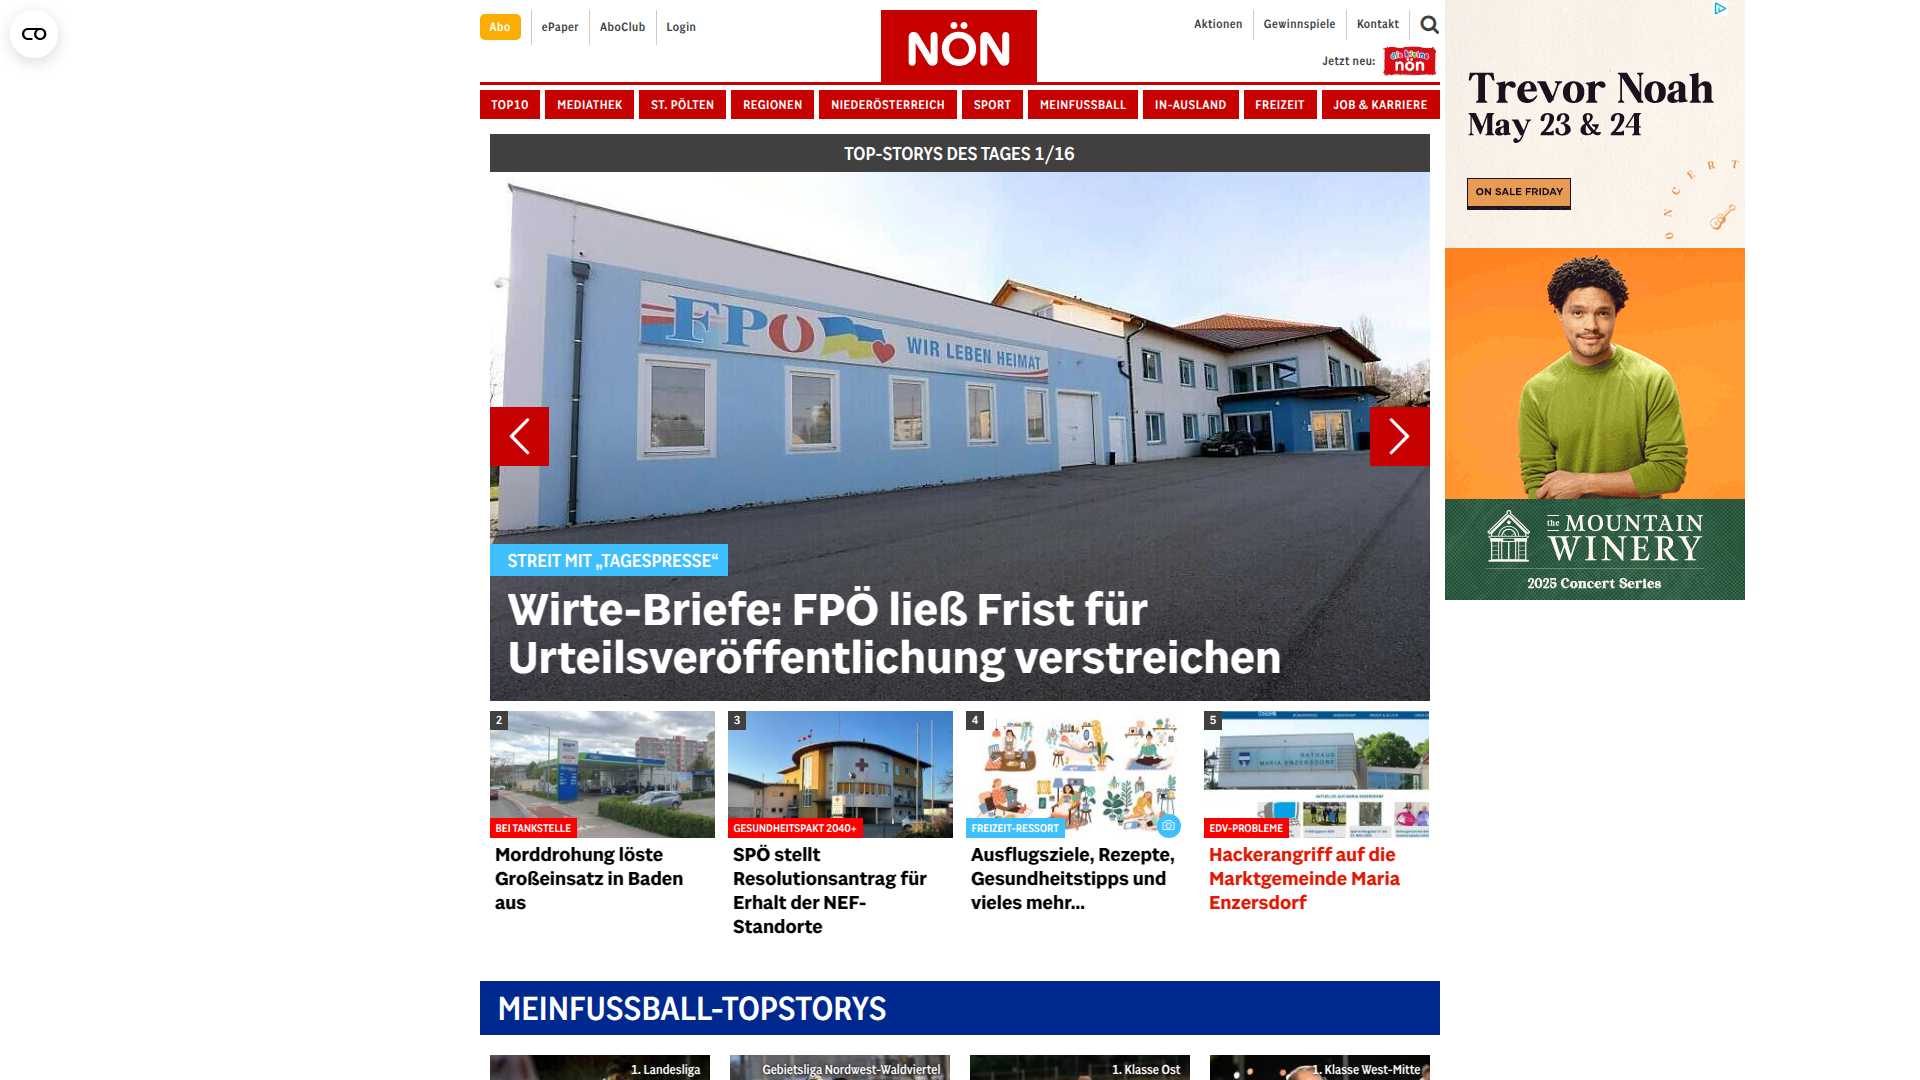 Abo
ePaper
AboClub
Login
NÖN
Aktionen
Gewinnspiele
Kontakt
Jetzt neu:
die kleine
nön
TOP10
MEDIATHEK
ST. PÖLTEN
REGIONEN
NIEDERÖSTERREICH
SPORT
MEINFUSSBALL
IN-AUSLAND
FREIZEIT
JOB & KARRIERE
TOP-STORYS DES TAGES 1/16
FPÖ WIR LEBEN HEIMAT
STREIT MIT „TAGESPRESSE“
Wirte-Briefe: FPÖ ließ Frist für
Urteilsveröffentlichung verstreichen
2
BEI TANKSTELLE
Morddrohung löste
Großeinsatz in Baden
aus
3
GESUNDHEITSPAKT 2040+
SPÖ stellt
Resolutionsantrag für
Erhalt der NEF-
Standorte
4
FREIZEIT-RESSORT
Ausflugsziele, Rezepte,
Gesundheitstipps und
vieles mehr...
5
RATHAUS
MARIA ENZERSDORF
EDV-PROBLEME
Hackerangriff auf die
Marktgemeinde Maria
Enzersdorf
MEINFUSSBALL-TOPSTORYS
1. Landesliga
Gebietsliga Nordwest-Waldviertel
1. Klasse Ost
1. Klasse West-Mitte
Trevor Noah
May 23 & 24
ON SALE FRIDAY
CONCERT
the MOUNTAIN
WINERY
2025 Concert Series